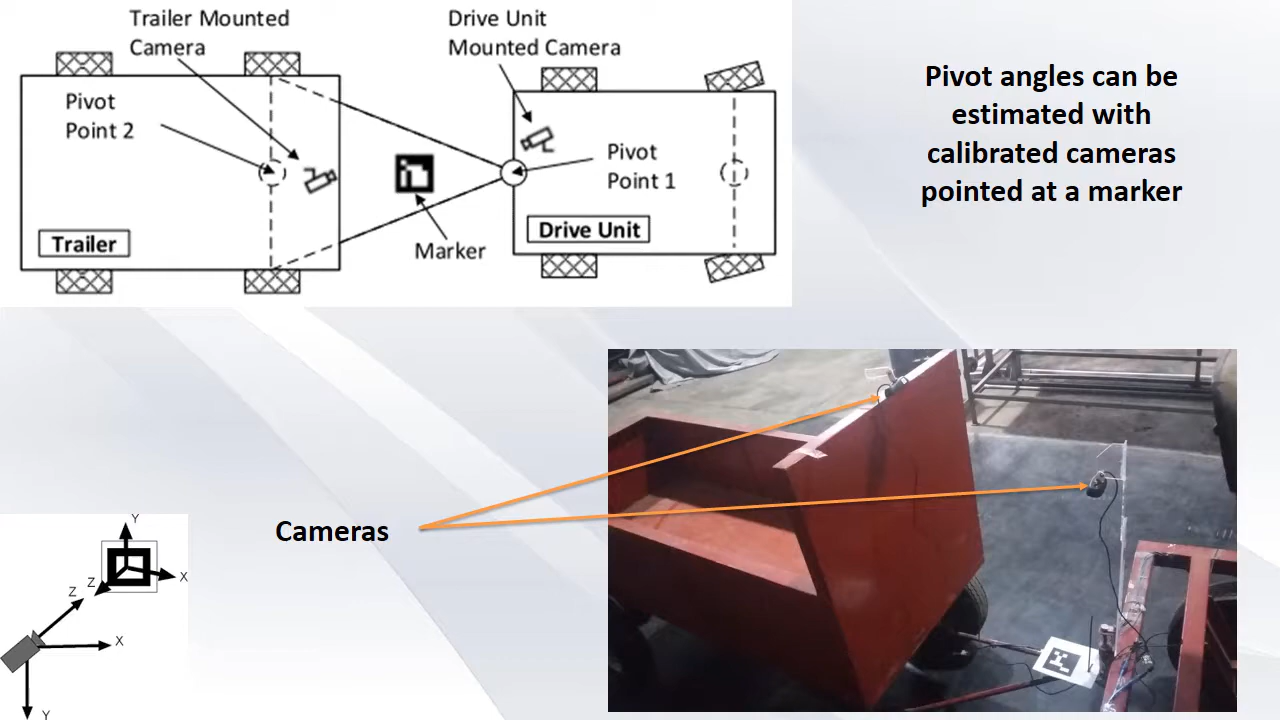 Trailer Mounted
Camera
Drive Unit
Mounted Camera
Pivot
Point 2
Pivot
Point 1
Trailer
Marker
Drive Unit
Pivot angles can be
estimated with
calibrated cameras
pointed at a marker
Cameras
Y
X
Z
Z
X
Y